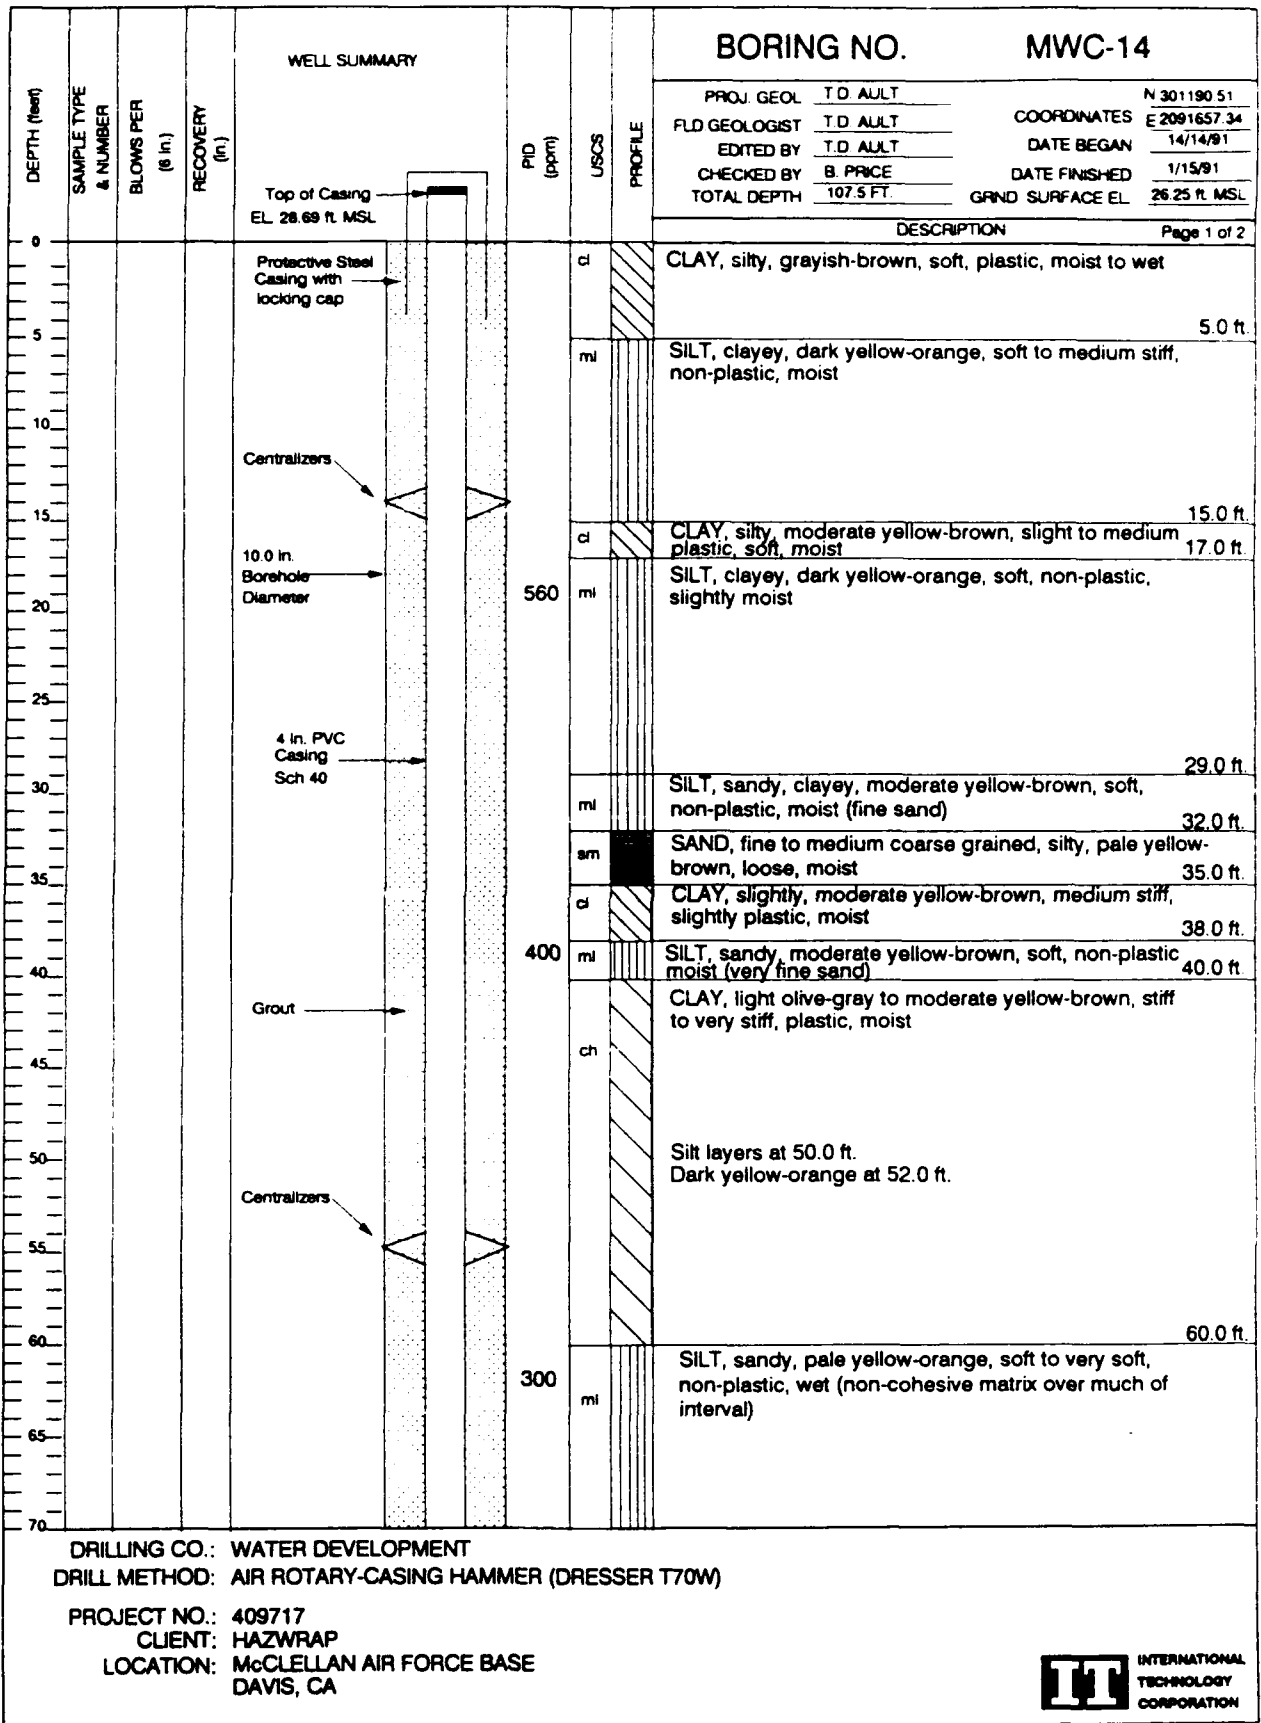 BORING NO. MWC-14
PROJ. GEOL T.D. AULT
FLD GEOLOGIST T.D. AULT
EDITED BY T.D. AULT
CHECKED BY B. PRICE
TOTAL DEPTH 107.5 FT.
COORDINATES N 301190.51
E 2091657.34
DATE BEGAN 14/14/91
DATE FINISHED 1/15/91
GRND SURFACE EL 26.25 ft. MSL
DEPTH (feet)
SAMPLE TYPE & NUMBER
BLOWS PER (6 in.)
RECOVERY (in.)
WELL SUMMARY
PID (ppm)
USCS
PROFILE
DESCRIPTION Page 1 of 2
Top of Casing
EL. 28.69 ft. MSL
0
Protective Steel
Casing with
locking cap
cl
CLAY, silty, grayish-brown, soft, plastic, moist to wet
5.0 ft.
5
ml
SILT, clayey, dark yellow-orange, soft to medium stiff,
non-plastic, moist
10
Centralizers
15.0 ft.
15
cl
CLAY, silty, moderate yellow-brown, slight to medium
plastic, soft, moist 17.0 ft.
10.0 in.
Borehole
Diameter
20
560
ml
SILT, clayey, dark yellow-orange, soft, non-plastic,
slightly moist
25
4 in. PVC
Casing
Sch 40
29.0 ft.
30
ml
SILT, sandy, clayey, moderate yellow-brown, soft,
non-plastic, moist (fine sand)
32.0 ft.
sm
SAND, fine to medium coarse grained, silty, pale yellow-
brown, loose, moist 35.0 ft.
35
cl
CLAY, slightly, moderate yellow-brown, medium stiff,
slightly plastic, moist
38.0 ft.
400
ml
SILT, sandy, moderate yellow-brown, soft, non-plastic
moist (very fine sand) 40.0 ft.
40
Grout
ch
CLAY, light olive-gray to moderate yellow-brown, stiff
to very stiff, plastic, moist
45
50
Silt layers at 50.0 ft.
Dark yellow-orange at 52.0 ft.
Centralizers
55
60.0 ft.
60
300
ml
SILT, sandy, pale yellow-orange, soft to very soft,
non-plastic, wet (non-cohesive matrix over much of
interval)
65
70
DRILLING CO.: WATER DEVELOPMENT
DRILL METHOD: AIR ROTARY-CASING HAMMER (DRESSER T70W)
PROJECT NO.: 409717
CLIENT: HAZWRAP
LOCATION: McCLELLAN AIR FORCE BASE
DAVIS, CA
IT INTERNATIONAL
TECHNOLOGY
CORPORATION